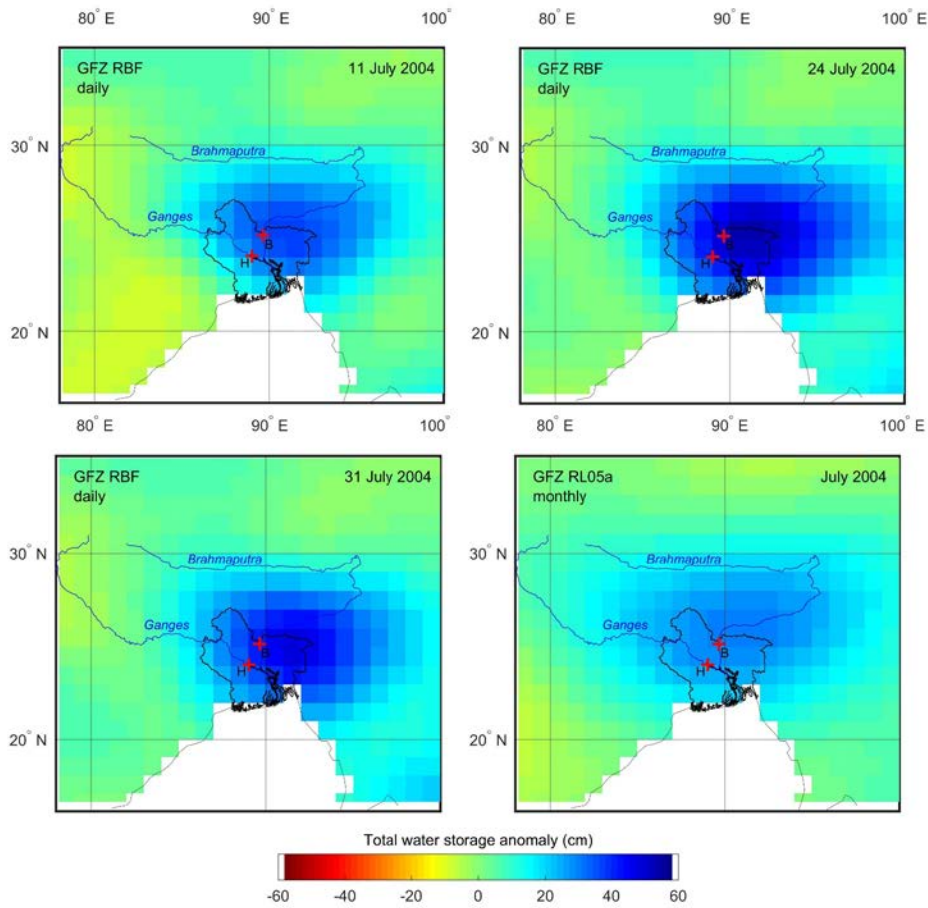 80° E 90° E 100° E 80° E 90° E 100° E
GFZ RBF 11 July 2004
daily
GFZ RBF 24 July 2004
daily
30° N
Brahmaputra
Ganges
B
H
20° N
Brahmaputra
Ganges
B
H
80° E 90° E 100° E 80° E 90° E 100° E
GFZ RBF 31 July 2004
daily
GFZ RL05a July 2004
monthly
30° N
Brahmaputra
Ganges
B
H
20° N
30° N
Brahmaputra
Ganges
B
H
20° N
Total water storage anomaly (cm)
-60 -40 -20 0 20 40 60